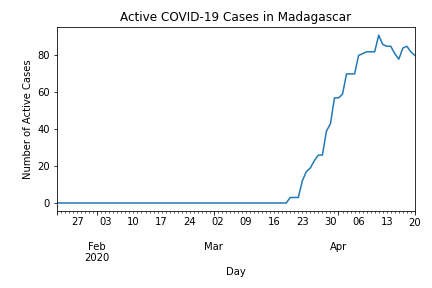 Active COVID-19 Cases in Madagascar
Number of Active Cases
80
60
40
20
0
27 03 10 17 24 02 09 16 23 30 06 13 20
Feb Mar Apr
2020
Day